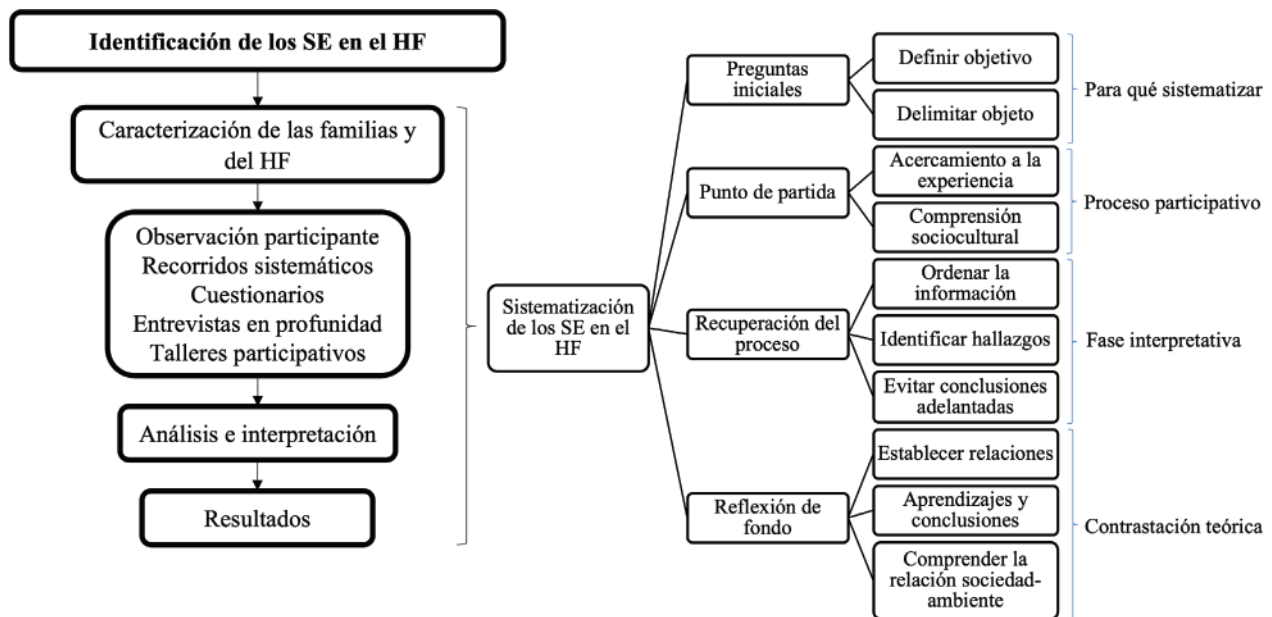 Identificación de los SE en el HF
Caracterización de las familias y
del HF
Observación participante
Recorridos sistemáticos
Cuestionarios
Entrevistas en profundidad
Talleres participativos
Análisis e interpretación
Resultados
Sistematización
de los SE en el
HF
Preguntas
iniciales
Definir objetivo
Delimitar objeto
Para qué sistematizar
Punto de partida
Acercamiento a la
experiencia
Comprensión
sociocultural
Proceso participativo
Recuperación del
proceso
Ordenar la
información
Identificar hallazgos
Evitar conclusiones
adelantadas
Fase interpretativa
Reflexión de
fondo
Establecer relaciones
Aprendizajes y
conclusiones
Comprender la
relación sociedad-
ambiente
Contrastación teórica